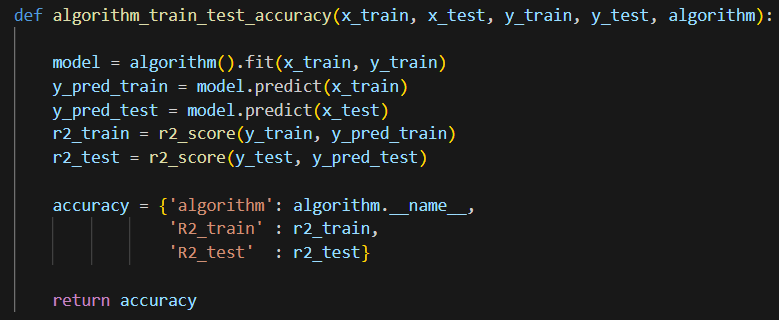 def algorithm_train_test_accuracy(x_train, x_test, y_train, y_test, algorithm):
model = algorithm().fit(x_train, y_train)
y_pred_train = model.predict(x_train)
y_pred_test = model.predict(x_test)
r2_train = r2_score(y_train, y_pred_train)
r2_test = r2_score(y_test, y_pred_test)
accuracy = {'algorithm': algorithm.__name__,
'R2_train' : r2_train,
'R2_test'  : r2_test}
return accuracy